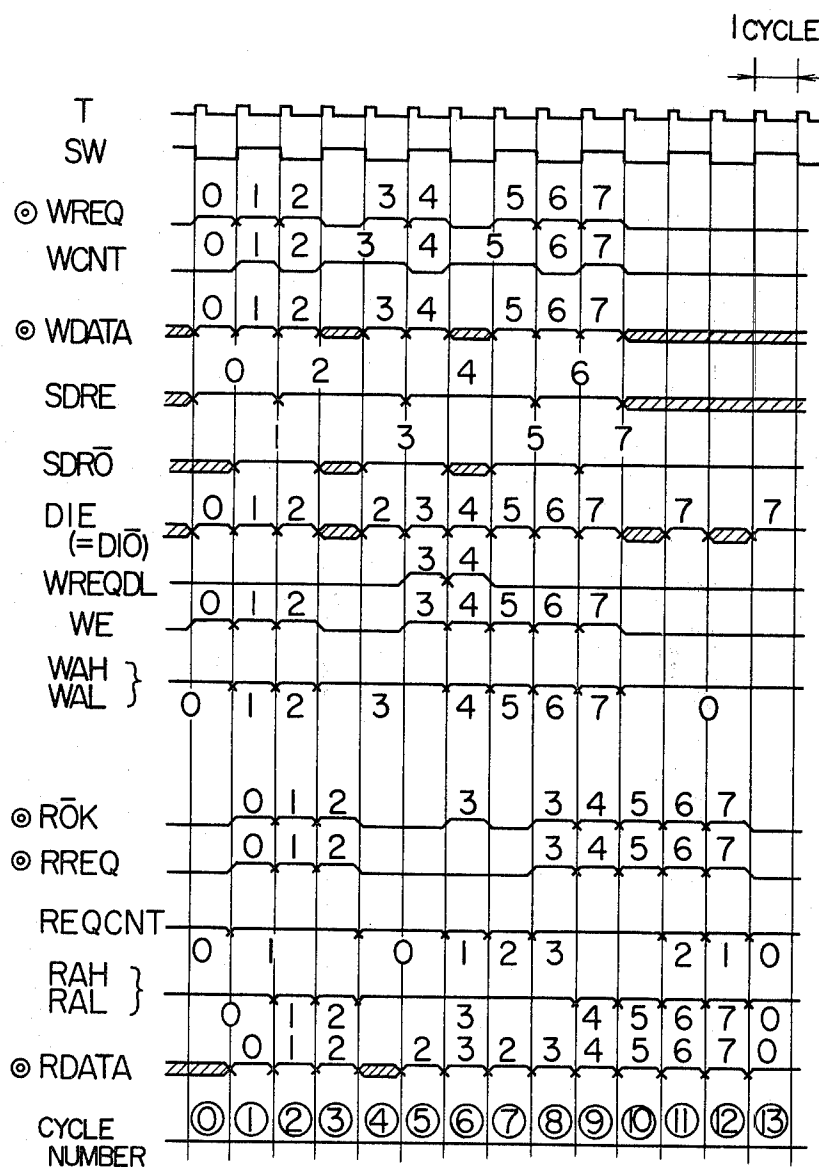 1 CYCLE
T
SW
◎ WREQ 0 1 2 3 4 5 6 7
WCNT 0 1 2 3 4 5 6 7
◎ WDATA 0 1 2 3 4 5 6 7
SDRE 0 2 4 6
SDRŌ 1 3 5 7
DIE 0 1 2 2 3 4 5 6 7 7 7
(=DIŌ)
WREQDL 3 4
WE 0 1 2 3 4 5 6 7
WAH
WAL }
0 1 2 3 4 5 6 7 0
◎ RŌK 0 1 2 3 3 4 5 6 7
◎ RREQ 0 1 2 3 4 5 6 7
REQCNT
0 1 0 1 2 3 2 1 0
RAH
RAL }
0 1 2 3 4 5 6 7 0
◎ RDATA 0 1 2 2 3 2 3 4 5 6 7 0
CYCLE NUMBER ⓪ ① ② ③ ④ ⑤ ⑥ ⑦ ⑧ ⑨ ⑩ ⑪ ⑫ ⑬